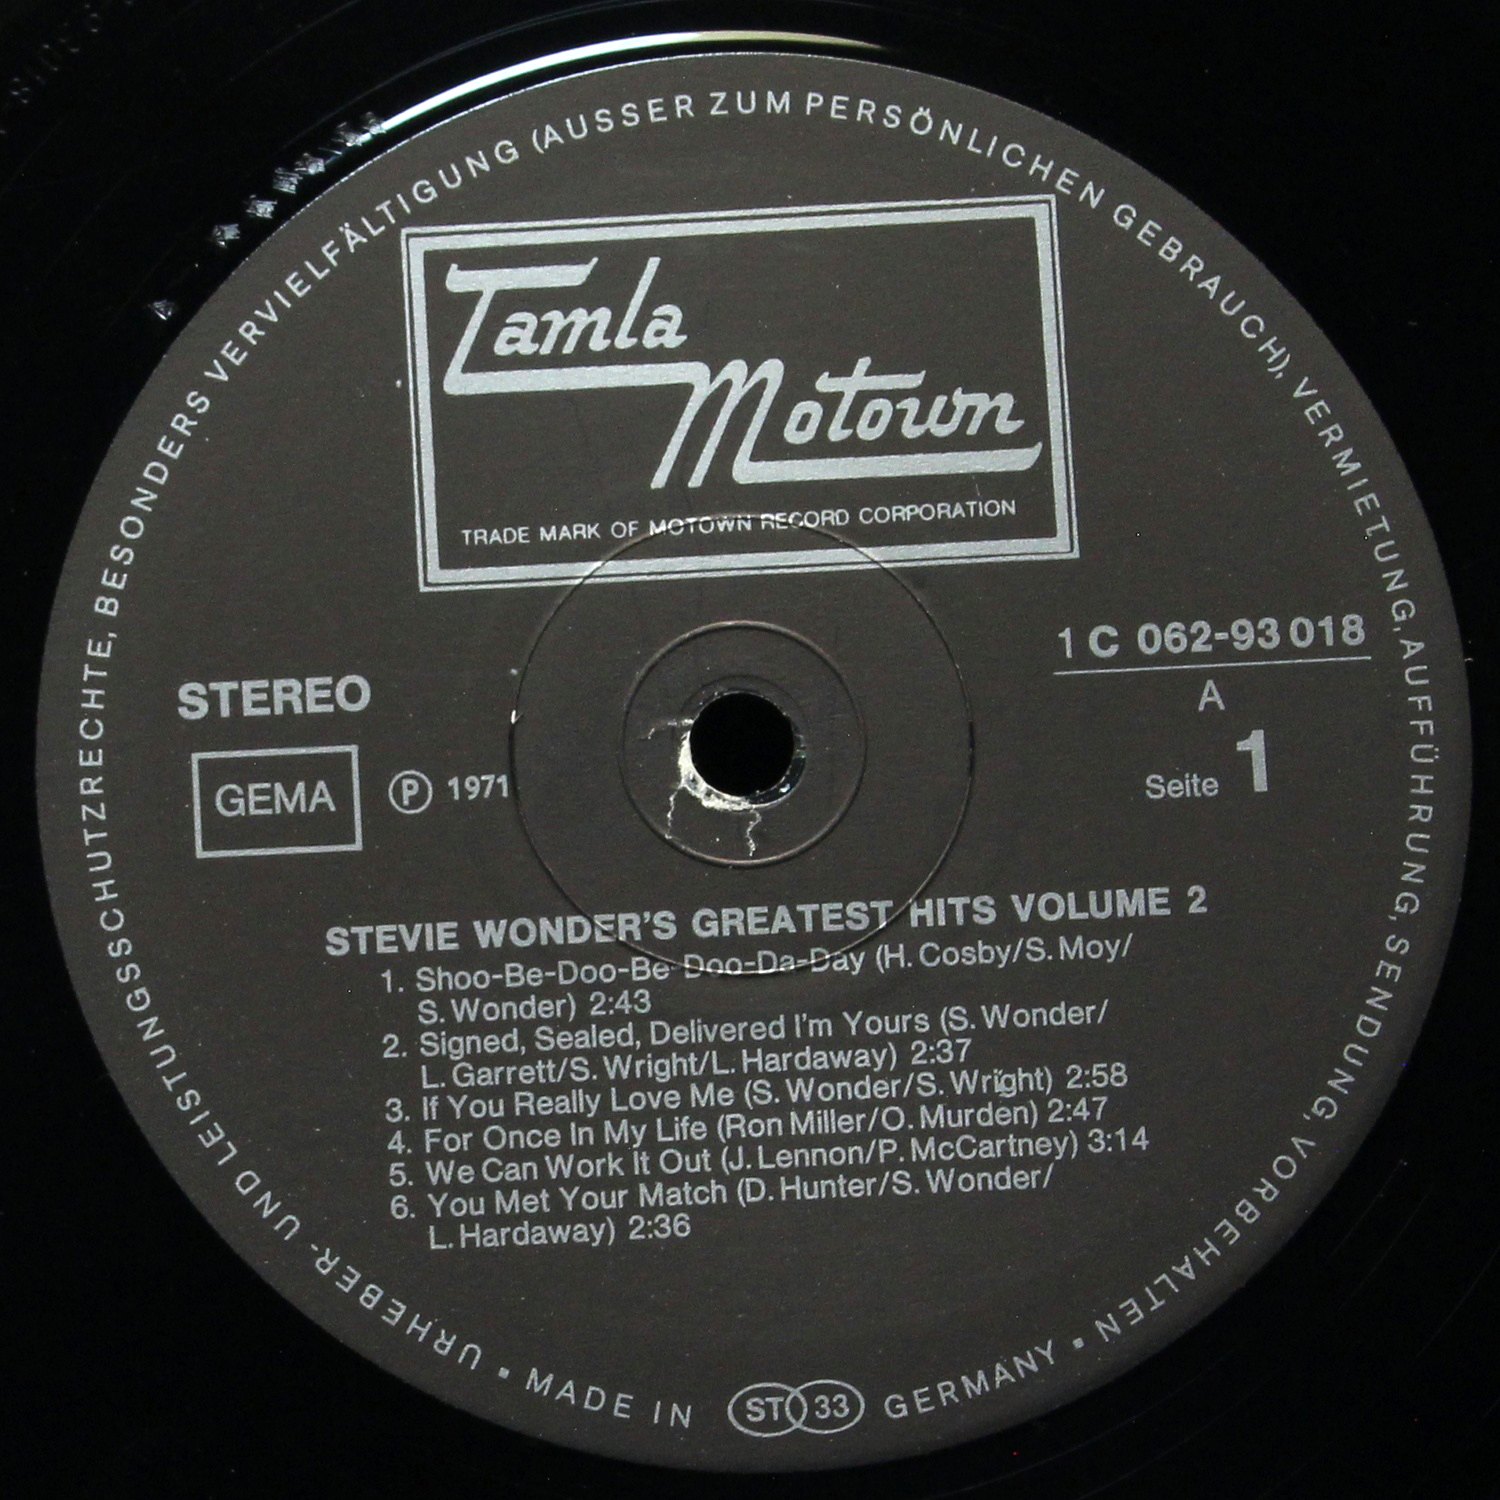 URHEBER- UND LEISTUNGSSCHUTZRECHTE, BESONDERS VERVIELFÄLTIGUNG (AUSSER ZUM PERSÖNLICHEN GEBRAUCH), VERMIETUNG, AUFFÜHRUNG, SENDUNG, VORBEHALTEN ▪
Tamla
Motown
TRADE MARK OF MOTOWN RECORD CORPORATION
1 C 062-93 018
A
Seite 1
STEREO
GEMA
Ⓟ 1971
STEVIE WONDER'S GREATEST HITS VOLUME 2
1. Shoo-Be-Doo-Be-Doo-Da-Day (H. Cosby/S. Moy/
S. Wonder) 2:43
2. Signed, Sealed, Delivered I'm Yours (S. Wonder/
L. Garrett/S. Wright/L. Hardaway) 2:37
3. If You Really Love Me (S. Wonder/S. Wright) 2:58
4. For Once In My Life (Ron Miller/O. Murden) 2:47
5. We Can Work It Out (J. Lennon/P. McCartney) 3:14
6. You Met Your Match (D. Hunter/S. Wonder/
L. Hardaway) 2:36
▪ MADE IN ST 33 GERMANY